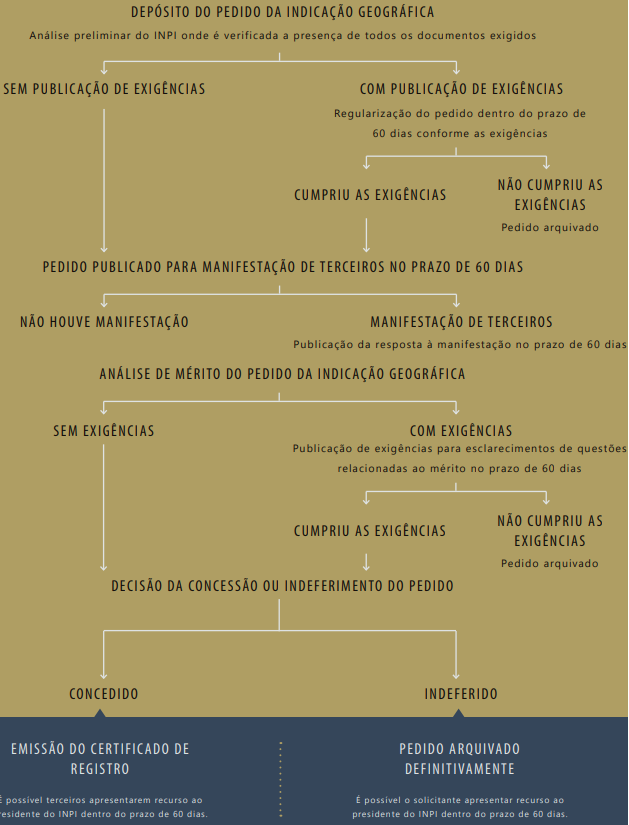 DEPÓSITO DO PEDIDO DA INDICAÇÃO GEOGRÁFICA
Análise preliminar do INPI onde é verificada a presença de todos os documentos exigidos
SEM PUBLICAÇÃO DE EXIGÊNCIAS
COM PUBLICAÇÃO DE EXIGÊNCIAS
Regularização do pedido dentro do prazo de
60 dias conforme as exigências
CUMPRIU AS EXIGÊNCIAS
NÃO CUMPRIU AS
EXIGÊNCIAS
Pedido arquivado
PEDIDO PUBLICADO PARA MANIFESTAÇÃO DE TERCEIROS NO PRAZO DE 60 DIAS
NÃO HOUVE MANIFESTAÇÃO
MANIFESTAÇÃO DE TERCEIROS
Publicação da resposta à manifestação no prazo de 60 dias
ANÁLISE DE MÉRITO DO PEDIDO DA INDICAÇÃO GEOGRÁFICA
SEM EXIGÊNCIAS
COM EXIGÊNCIAS
Publicação de exigências para esclarecimentos de questões
relacionadas ao mérito no prazo de 60 dias
CUMPRIU AS EXIGÊNCIAS
NÃO CUMPRIU AS
EXIGÊNCIAS
Pedido arquivado
DECISÃO DA CONCESSÃO OU INDEFERIMENTO DO PEDIDO
CONCEDIDO
INDEFERIDO
EMISSÃO DO CERTIFICADO DE
REGISTRO
É possível terceiros apresentarem recurso ao
residente do INPI dentro do prazo de 60 dias.
PEDIDO ARQUIVADO
DEFINITIVAMENTE
É possível o solicitante apresentar recurso ao
presidente do INPI dentro do prazo de 60 dias.